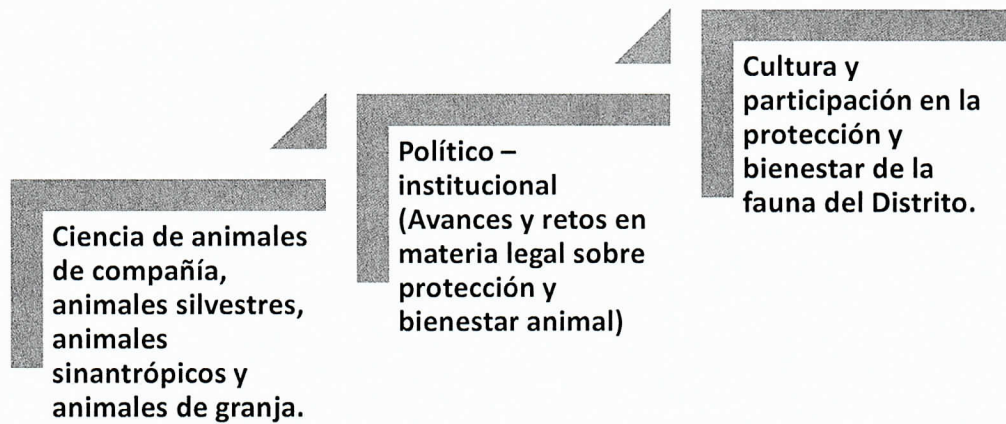 Ciencia de animales
de compañía,
animales silvestres,
animales
sinantrópicos y
animales de granja.
Político –
institucional
(Avances y retos en
materia legal sobre
protección y
bienestar animal)
Cultura y
participación en la
protección y
bienestar de la
fauna del Distrito.